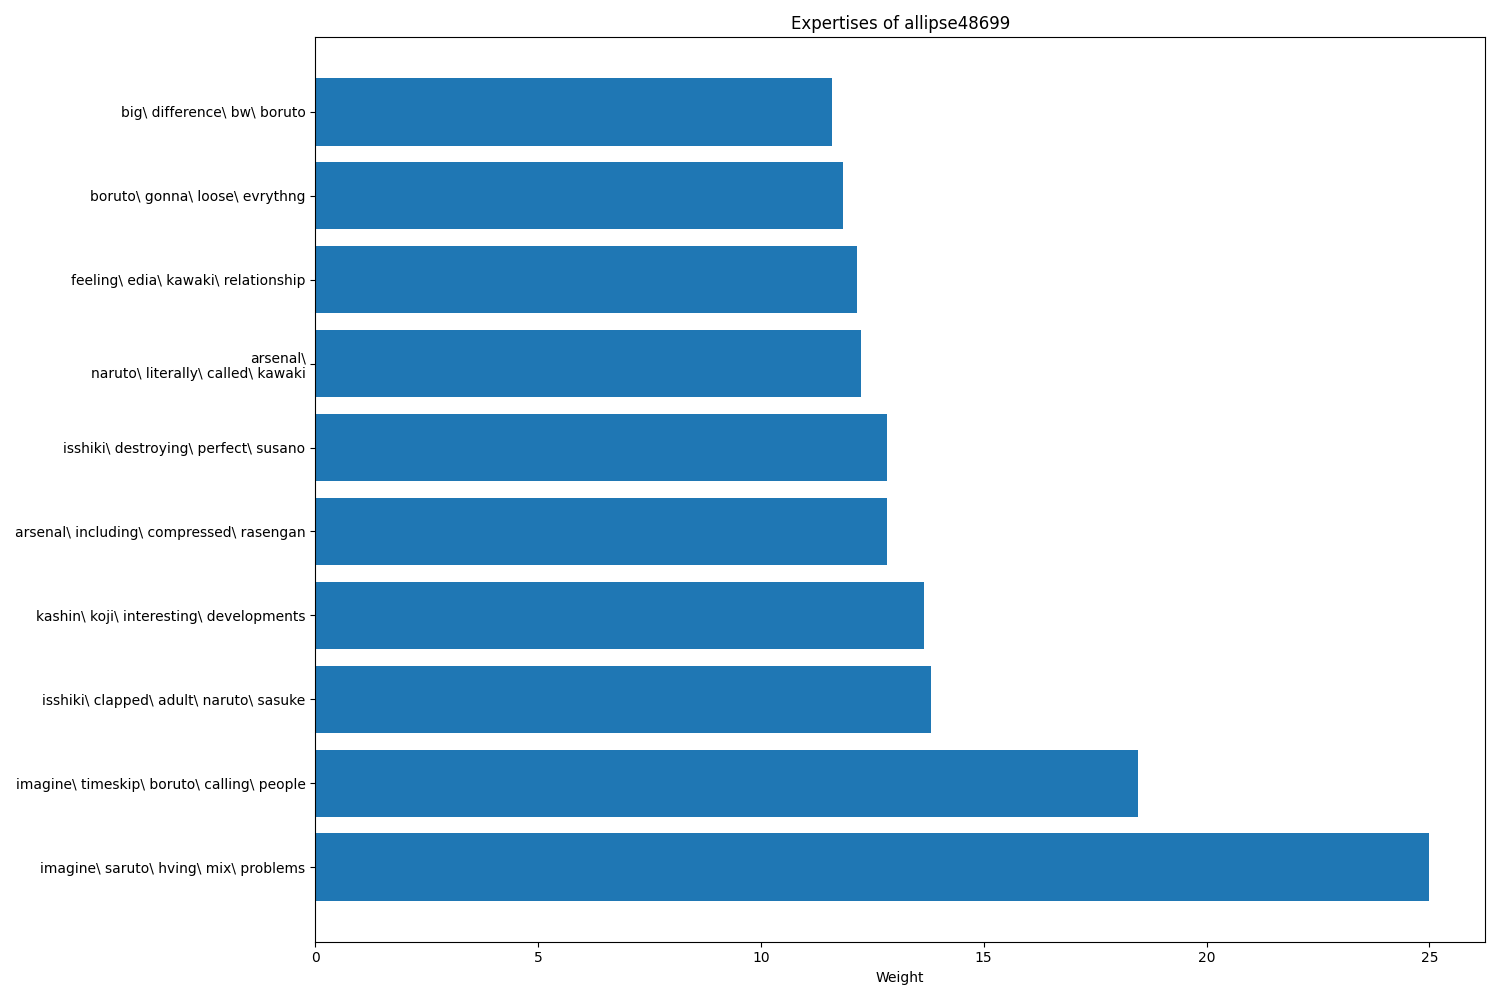 Expertises of allipse48699
big\ difference\ bw\ boruto
boruto\ gonna\ loose\ evrythng
feeling\ edia\ kawaki\ relationship
arsenal\
naruto\ literally\ called\ kawaki
isshiki\ destroying\ perfect\ susano
arsenal\ including\ compressed\ rasengan
kashin\ koji\ interesting\ developments
isshiki\ clapped\ adult\ naruto\ sasuke
imagine\ timeskip\ boruto\ calling\ people
imagine\ saruto\ hving\ mix\ problems
0 5 10 15 20 25
Weight